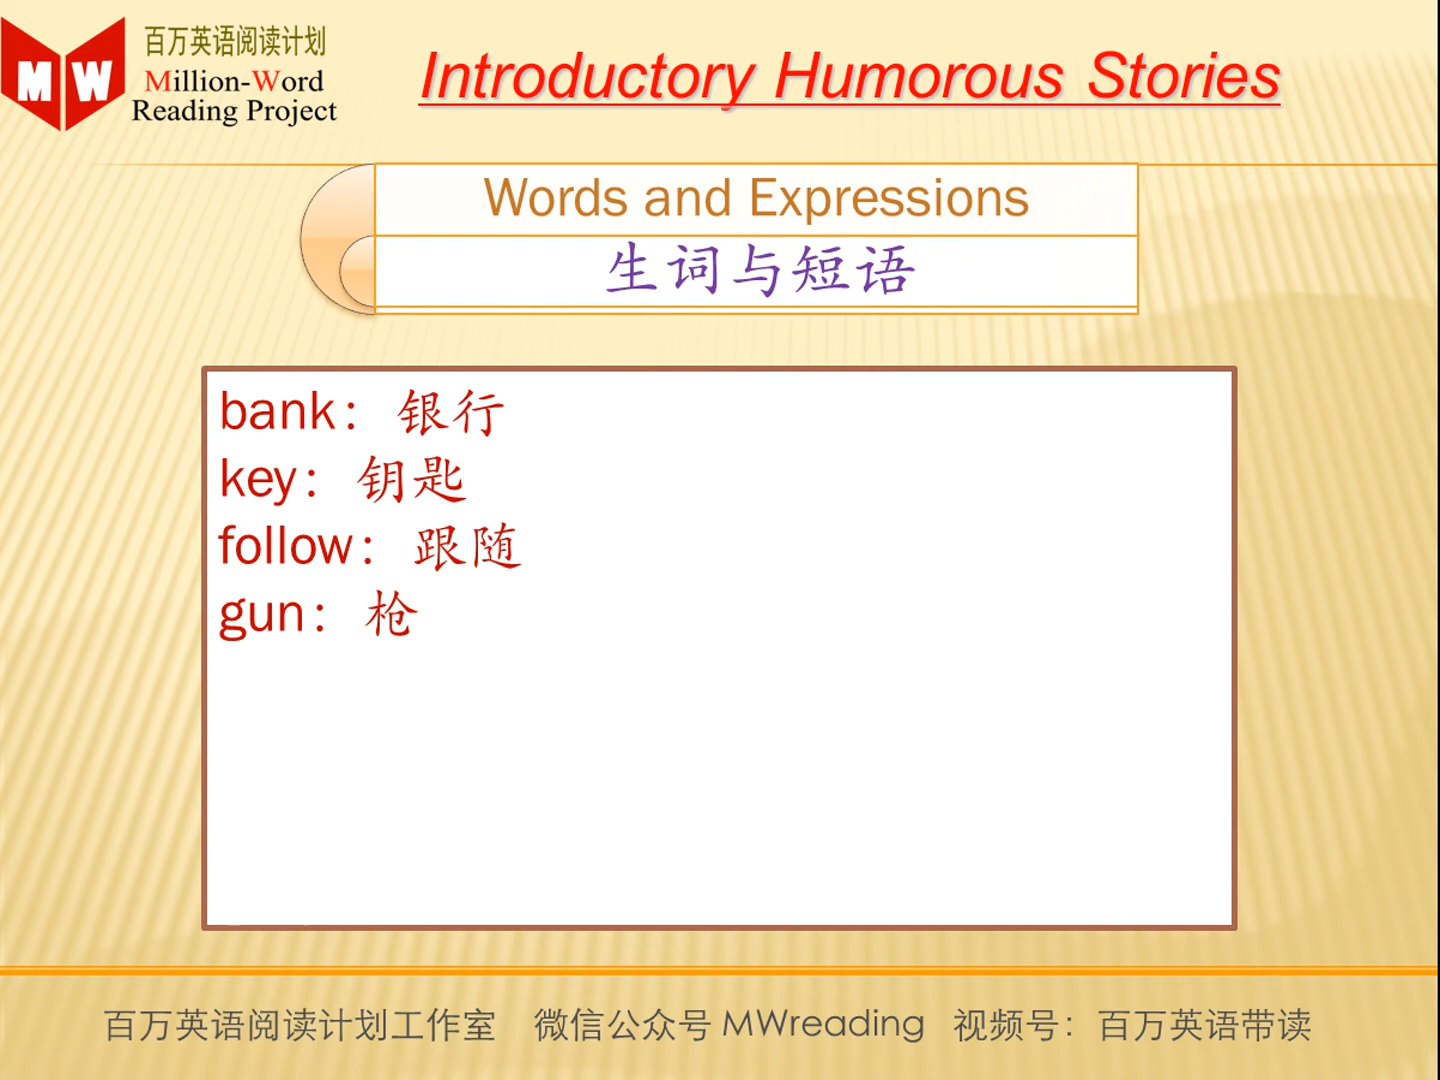 百万英语阅读计划
Million-Word
Reading Project
MW
Introductory Humorous Stories
Words and Expressions
生词与短语
bank：银行
key：钥匙
follow：跟随
gun：枪
百万英语阅读计划工作室 微信公众号 MWreading 视频号：百万英语带读